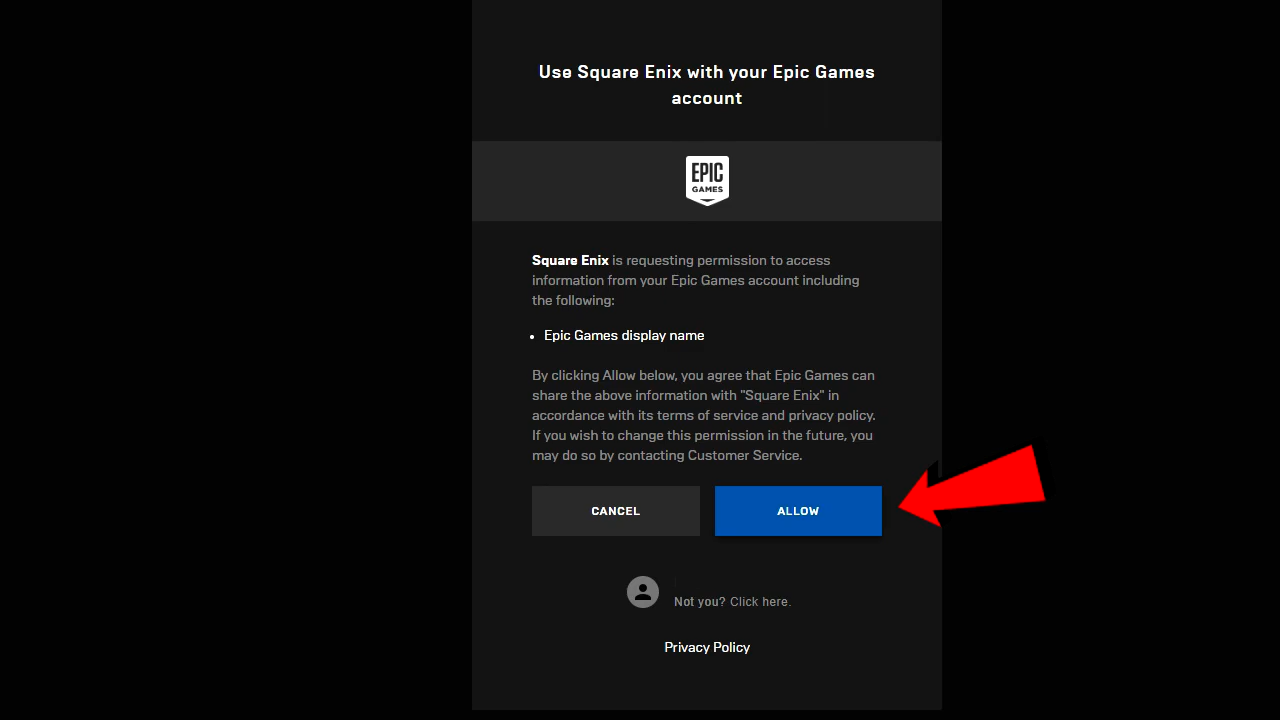 Use Square Enix with your Epic Games
account
EPIC
GAMES
Square Enix is requesting permission to access
information from your Epic Games account including
the following:
• Epic Games display name
By clicking Allow below, you agree that Epic Games can
share the above information with "Square Enix" in
accordance with its terms of service and privacy policy.
If you wish to change this permission in the future, you
may do so by contacting Customer Service.
CANCEL
ALLOW
Not you? Click here.
Privacy Policy